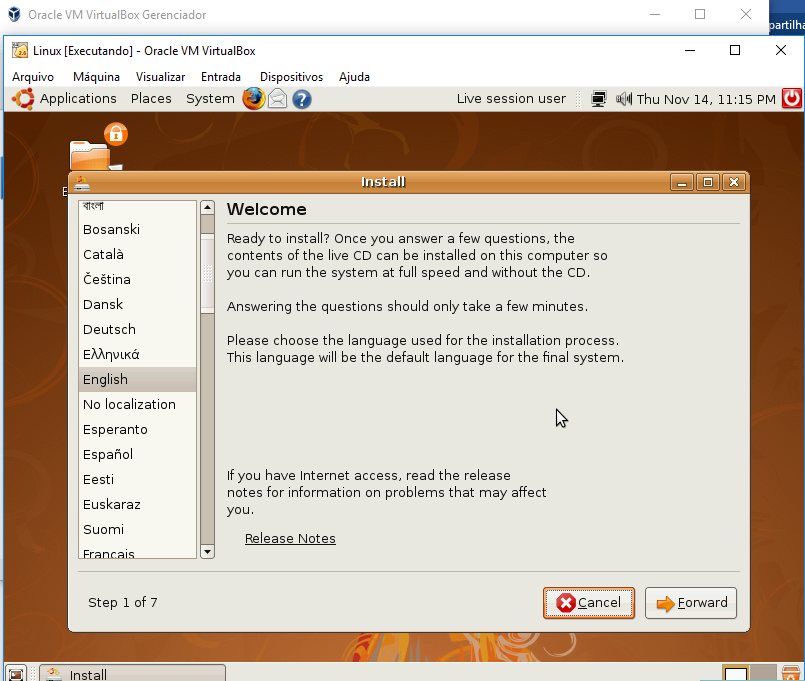 Oracle VM VirtualBox Gerenciador
partilha
Linux [Executando] - Oracle VM VirtualBox
Arquivo Máquina Visualizar Entrada Dispositivos Ajuda
Applications Places System Live session user Thu Nov 14, 11:15 PM
Install
বাংলা
Bosanski
Català
Čeština
Dansk
Deutsch
Ελληνικά
English
No localization
Esperanto
Español
Eesti
Euskaraz
Suomi
Français
Welcome
Ready to install? Once you answer a few questions, the
contents of the live CD can be installed on this computer so
you can run the system at full speed and without the CD.
Answering the questions should only take a few minutes.
Please choose the language used for the installation process.
This language will be the default language for the final system.
If you have Internet access, read the release
notes for information on problems that may affect
you.
Release Notes
Step 1 of 7
Cancel
Forward
Install